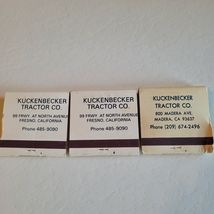 KUCKENBECKER
TRACTOR CO.
99 FRWY. AT NORTH AVENUE
FRESNO, CALIFORNIA
Phone 485-9090
KUCKENBECKER
TRACTOR CO.
99 FRWY. AT NORTH AVENUE
FRESNO, CALIFORNIA
Phone 485-9090
KUCKENBECKER
TRACTOR CO.
800 MADERA AVE.
MADERA, CA 93637
Phone (209) 674-2496